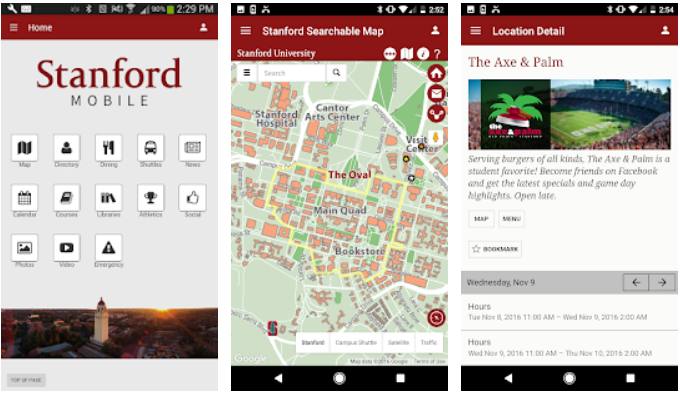 90%
2:29 PM
Home
Stanford
MOBILE
Map
Directory
Dining
Shuttles
News
Calendar
Courses
Libraries
Athletics
Social
Photos
Video
Emergency
TOP OF PAGE
2:52
Stanford Searchable Map
Stanford University
Search
Stanford
Hospital
Cantor
Arts Center
Visit
Center
The Oval
Main Quad
Bookstore
Stanford
Campus Shuttle
Satellite
Traffic
Google
Map data ©2016 Google
Terms of Use
2:54
Location Detail
The Axe & Palm
the
axe&palm
Serving burgers of all kinds, The Axe & Palm is a
student favorite! Become friends on Facebook
and get the latest specials and game day
highlights. Open late.
MAP
MENU
BOOKMARK
Wednesday, Nov 9
Hours
Tue Nov 8, 2016 11:00 AM – Wed Nov 9, 2016 2:00 AM
Hours
Wed Nov 9, 2016 11:00 AM – Thu Nov 10, 2016 2:00 AM